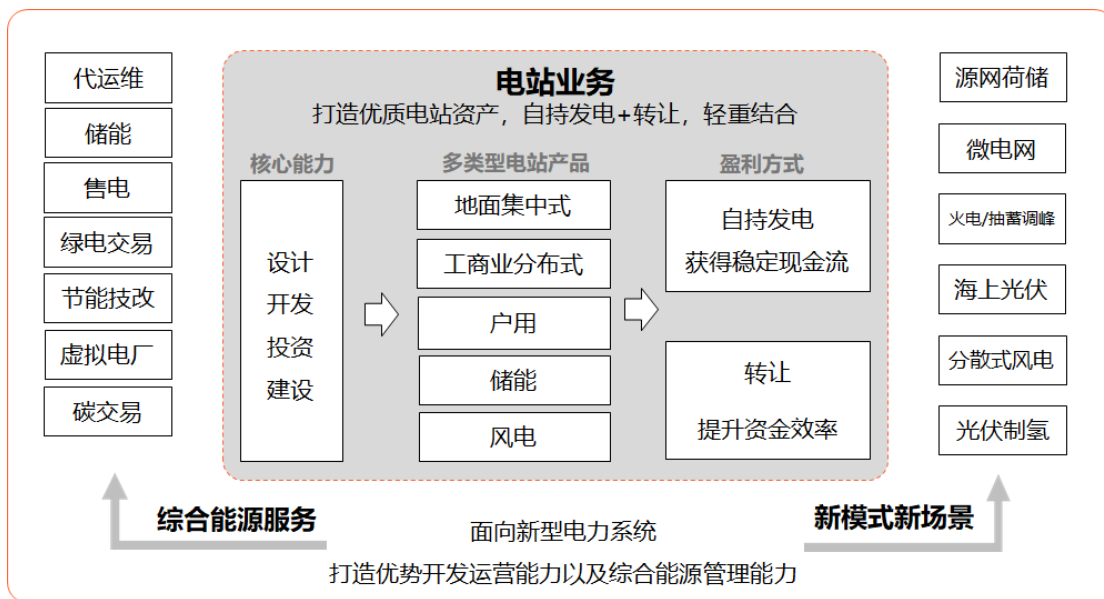 代运维
储能
售电
绿电交易
节能技改
虚拟电厂
碳交易
综合能源服务
电站业务
打造优质电站资产，自持发电+转让，轻重结合
核心能力
设计
开发
投资
建设
多类型电站产品
地面集中式
工商业分布式
户用
储能
风电
盈利方式
自持发电
获得稳定现金流
转让
提升资金效率
源网荷储
微电网
火电/抽蓄调峰
海上光伏
分散式风电
光伏制氢
新模式新场景
面向新型电力系统
打造优势开发运营能力以及综合能源管理能力